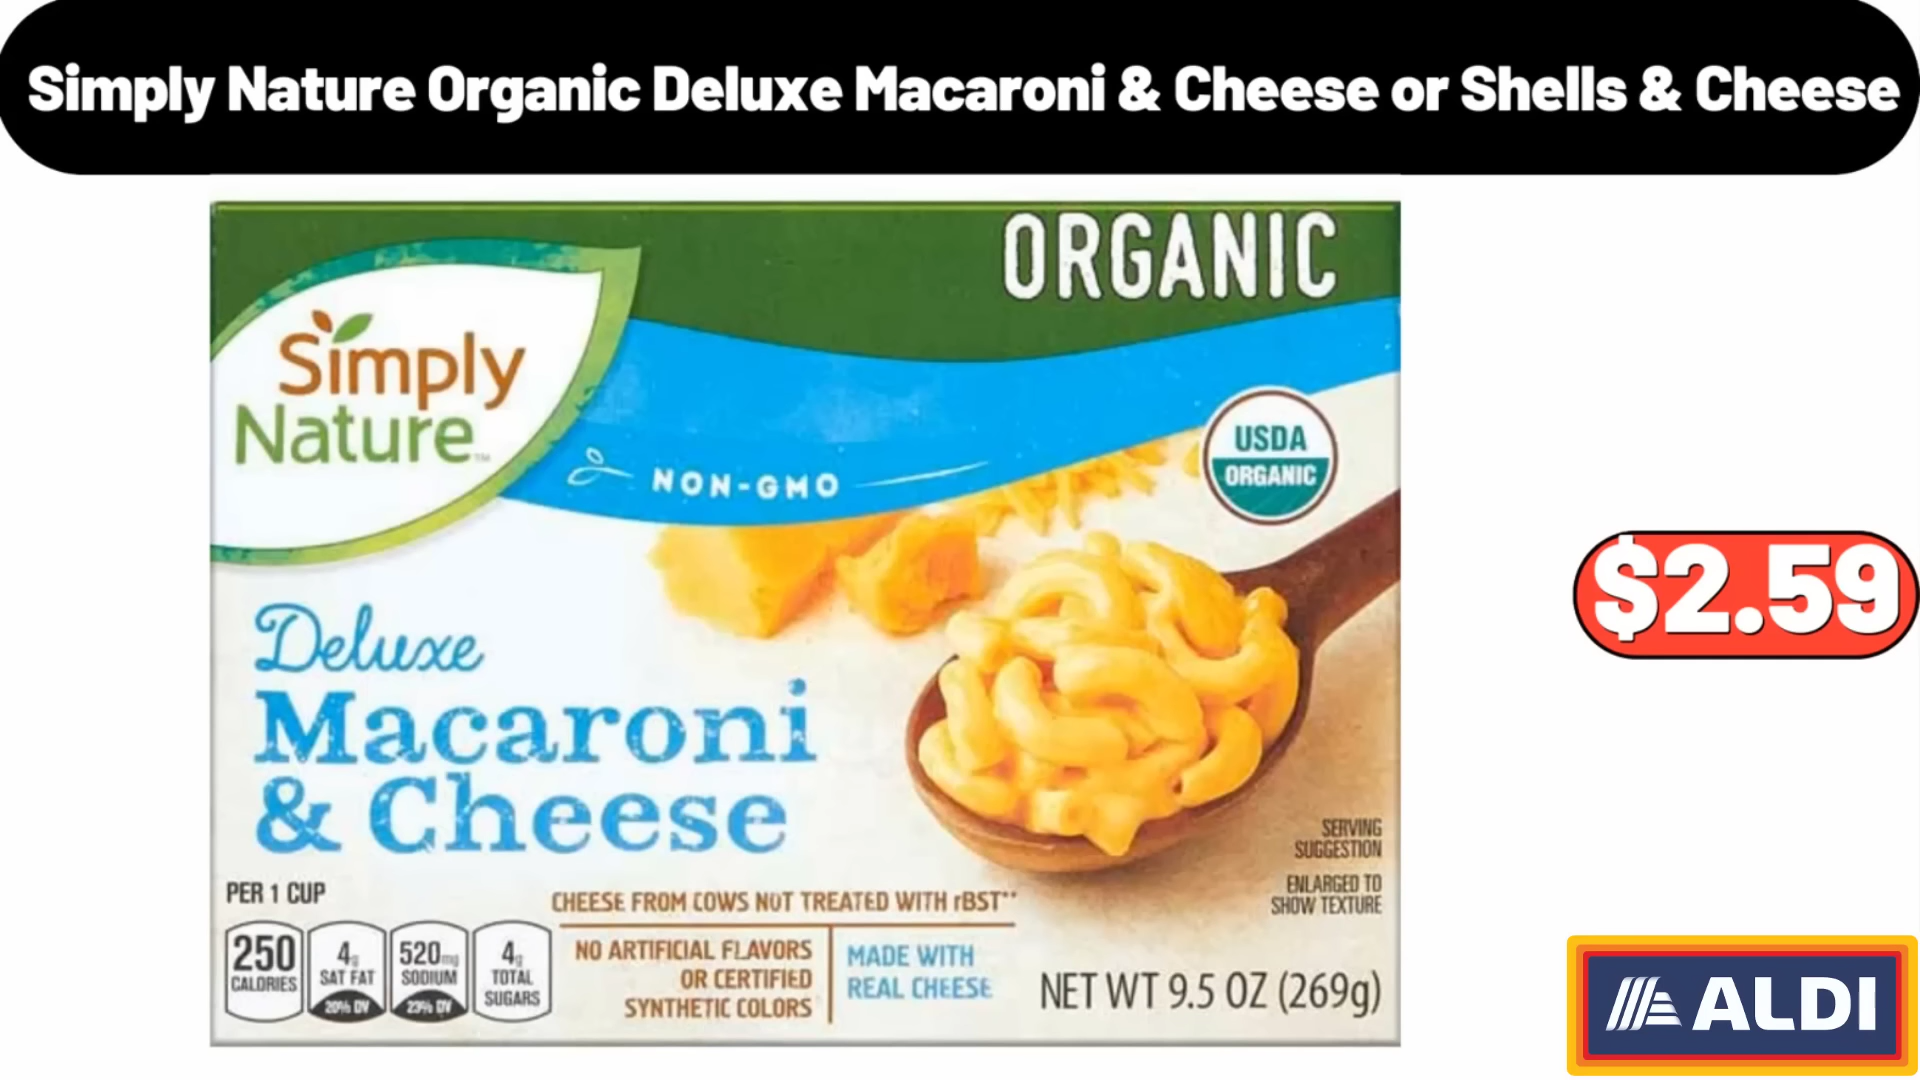 Simply Nature Organic Deluxe Macaroni & Cheese or Shells & Cheese
ORGANIC
Simply
Nature™
NON-GMO
USDA
ORGANIC
$2.59
Deluxe
Macaroni
& Cheese
SERVING
SUGGESTION
ENLARGED TO
SHOW TEXTURE
PER 1 CUP
250
CALORIES
4g
SAT FAT
20% DV
520mg
SODIUM
23% DV
4g
TOTAL
SUGARS
CHEESE FROM COWS NOT TREATED WITH rBST**
NO ARTIFICIAL FLAVORS
OR CERTIFIED
SYNTHETIC COLORS
MADE WITH
REAL CHEESE
NET WT 9.5 OZ (269g)
ALDI